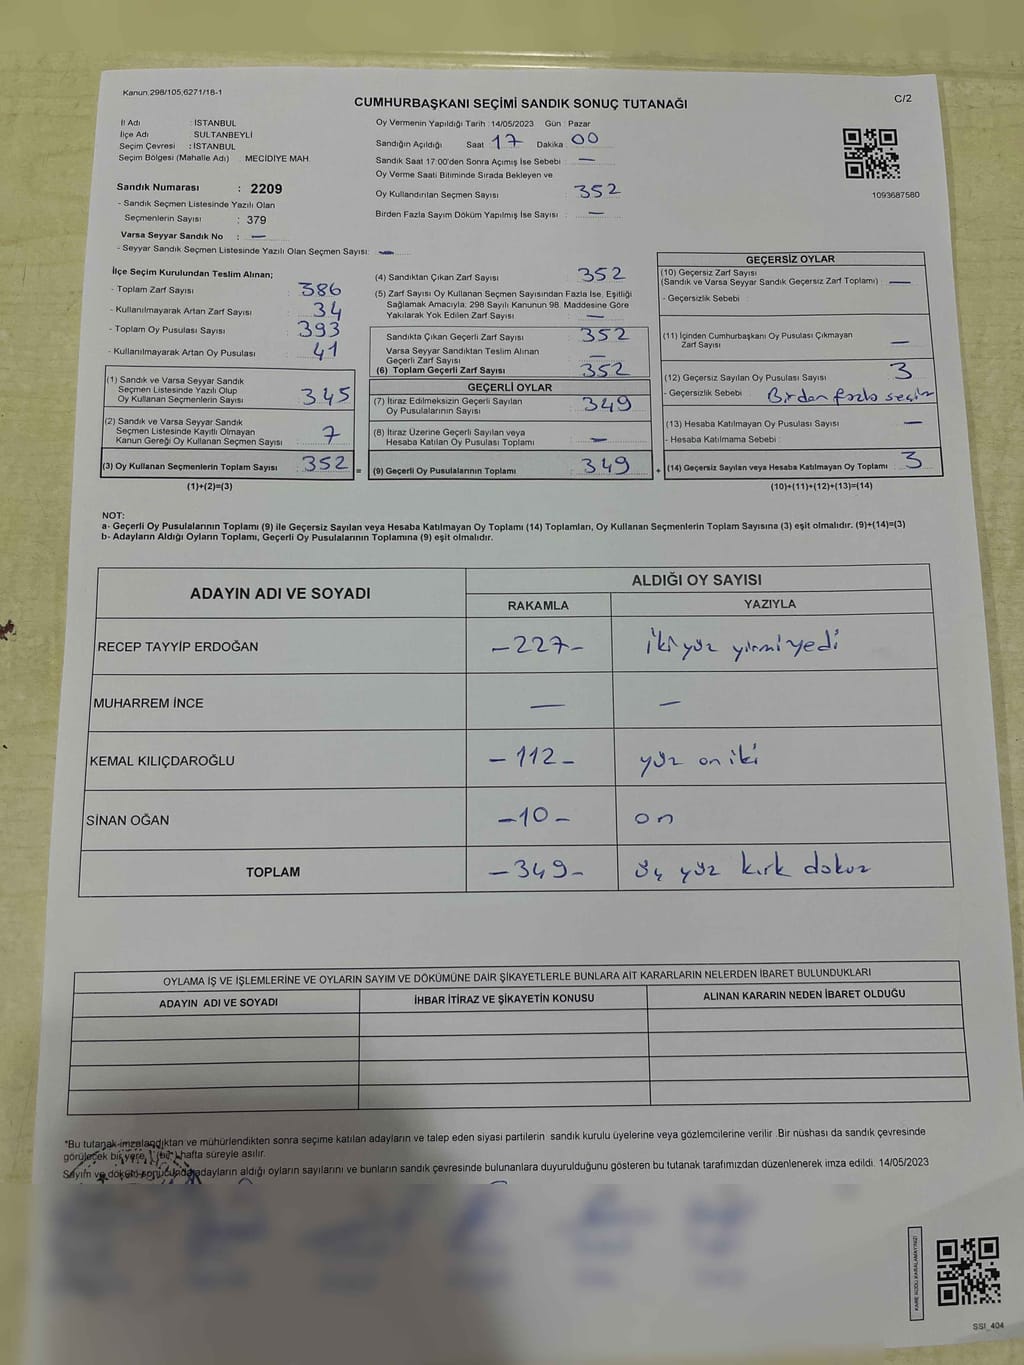 Kanun 298/105,6271/18-1
CUMHURBAŞKANI SEÇİMİ SANDIK SONUÇ TUTANAĞI
C/2
İl Adı : İSTANBUL
İlçe Adı : SULTANBEYLİ
Seçim Çevresi : İSTANBUL
Seçim Bölgesi (Mahalle Adı) : MECİDİYE MAH.
Sandık Numarası : 2209
- Sandık Seçmen Listesinde Yazılı Olan
Seçmenlerin Sayısı : 379
Varsa Seyyar Sandık No : —
- Seyyar Sandık Seçmen Listesinde Yazılı Olan Seçmen Sayısı: —
Oy Vermenin Yapıldığı Tarih : 14/05/2023 Gün : Pazar
Sandığın Açıldığı Saat 17 Dakika 00
Sandık Saat 17:00'den Sonra Açımış İse Sebebi : —
Oy Verme Saati Bitiminde Sırada Bekleyen ve
Oy Kullandırılan Seçmen Sayısı : 352
Birden Fazla Sayım Döküm Yapılmış İse Sayısı : —
1093687580
İlçe Seçim Kurulundan Teslim Alınan;
- Toplam Zarf Sayısı : 386
- Kullanılmayarak Artan Zarf Sayısı : 34
- Toplam Oy Pusulası Sayısı : 393
- Kullanılmayarak Artan Oy Pusulası : 41
(1) Sandık ve Varsa Seyyar Sandık
Seçmen Listesinde Yazılı Olup
Oy Kullanan Seçmenlerin Sayısı : 345
(2) Sandık ve Varsa Seyyar Sandık
Seçmen Listesinde Kayıtlı Olmayan
Kanun Gereği Oy Kullanan Seçmen Sayısı : 7
(3) Oy Kullanan Seçmenlerin Toplam Sayısı : 352
(1)+(2)=(3)
=
(4) Sandıktan Çıkan Zarf Sayısı : 352
(5) Zarf Sayısı Oy Kullanan Seçmen Sayısından Fazla İse, Eşitliği
Sağlamak Amacıyla, 298 Sayılı Kanunun 98. Maddesine Göre
Yakılarak Yok Edilen Zarf Sayısı : —
Sandıkta Çıkan Geçerli Zarf Sayısı : 352
Varsa Seyyar Sandıktan Teslim Alınan
Geçerli Zarf Sayısı : —
(6) Toplam Geçerli Zarf Sayısı : 352
GEÇERLİ OYLAR
(7) İtiraz Edilmeksizin Geçerli Sayılan
Oy Pusulalarının Sayısı : 349
(8) İtiraz Üzerine Geçerli Sayılan veya
Hesaba Katılan Oy Pusulası Toplamı : —
(9) Geçerli Oy Pusulalarının Toplamı : 349
+
GEÇERSİZ OYLAR
(10) Geçersiz Zarf Sayısı
(Sandık ve Varsa Seyyar Sandık Geçersiz Zarf Toplamı) : —
- Geçersizlik Sebebi :
(11) İçinden Cumhurbaşkanı Oy Pusulası Çıkmayan
Zarf Sayısı : —
(12) Geçersiz Sayılan Oy Pusulası Sayısı : 3
- Geçersizlik Sebebi : Birden fazla seçim
(13) Hesaba Katılmayan Oy Pusulası Sayısı : —
- Hesaba Katılmama Sebebi :
(14) Geçersiz Sayılan veya Hesaba Katılmayan Oy Toplamı : 3
(10)+(11)+(12)+(13)=(14)
NOT:
a- Geçerli Oy Pusulalarının Toplamı (9) ile Geçersiz Sayılan veya Hesaba Katılmayan Oy Toplamı (14) Toplamları, Oy Kullanan Seçmenlerin Toplam Sayısına (3) eşit olmalıdır. (9)+(14)=(3)
b- Adayların Aldığı Oyların Toplamı, Geçerli Oy Pusulalarının Toplamına (9) eşit olmalıdır.
ADAYIN ADI VE SOYADI
ALDIĞI OY SAYISI
RAKAMLA YAZIYLA
RECEP TAYYİP ERDOĞAN -227- iki yüz yirmi yedi
MUHARREM İNCE — —
KEMAL KILIÇDAROĞLU -112- yüz on iki
SİNAN OĞAN -10- on
TOPLAM -349- üç yüz kırk dokuz
OYLAMA İŞ VE İŞLEMLERİNE VE OYLARIN SAYIM VE DÖKÜMÜNE DAİR ŞİKAYETLERLE BUNLARA AİT KARARLARIN NELERDEN İBARET BULUNDUKLARI
ADAYIN ADI VE SOYADI İHBAR İTİRAZ VE ŞİKAYETİN KONUSU ALINAN KARARIN NEDEN İBARET OLDUĞU
*Bu tutanak imzalandıktan ve mühürlendikten sonra seçime katılan adayların ve talep eden siyasi partilerin sandık kurulu üyelerine veya gözlemcilerine verilir. Bir nüshası da sandık çevresinde
görülecek bir yere 1 (bir) hafta süreyle asılır.
Sayım ve döküm sonucunda adayların aldığı oyların sayılarını ve bunların sandık çevresinde bulunanlara duyurulduğunu gösteren bu tutanak tarafımızdan düzenlenerek imza edildi. 14/05/2023
KARE KODU KARALAMAYINIZ!
SSI_404